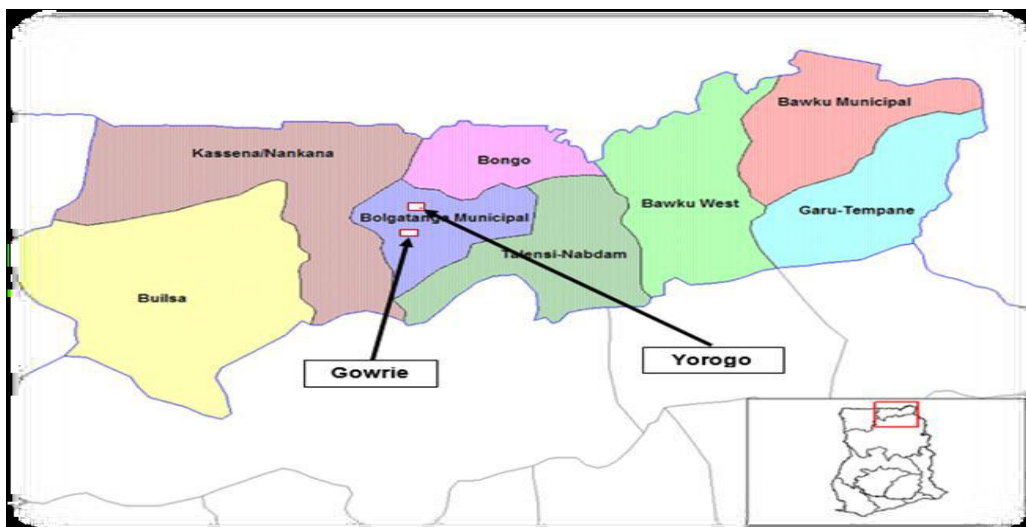 Bawku Municipal
Kassena/Nankana
Bongo
Bawku West
Garu-Tempane
Bolgatanga Municipal
Talensi-Nabdam
Builsa
Gowrie
Yorogo